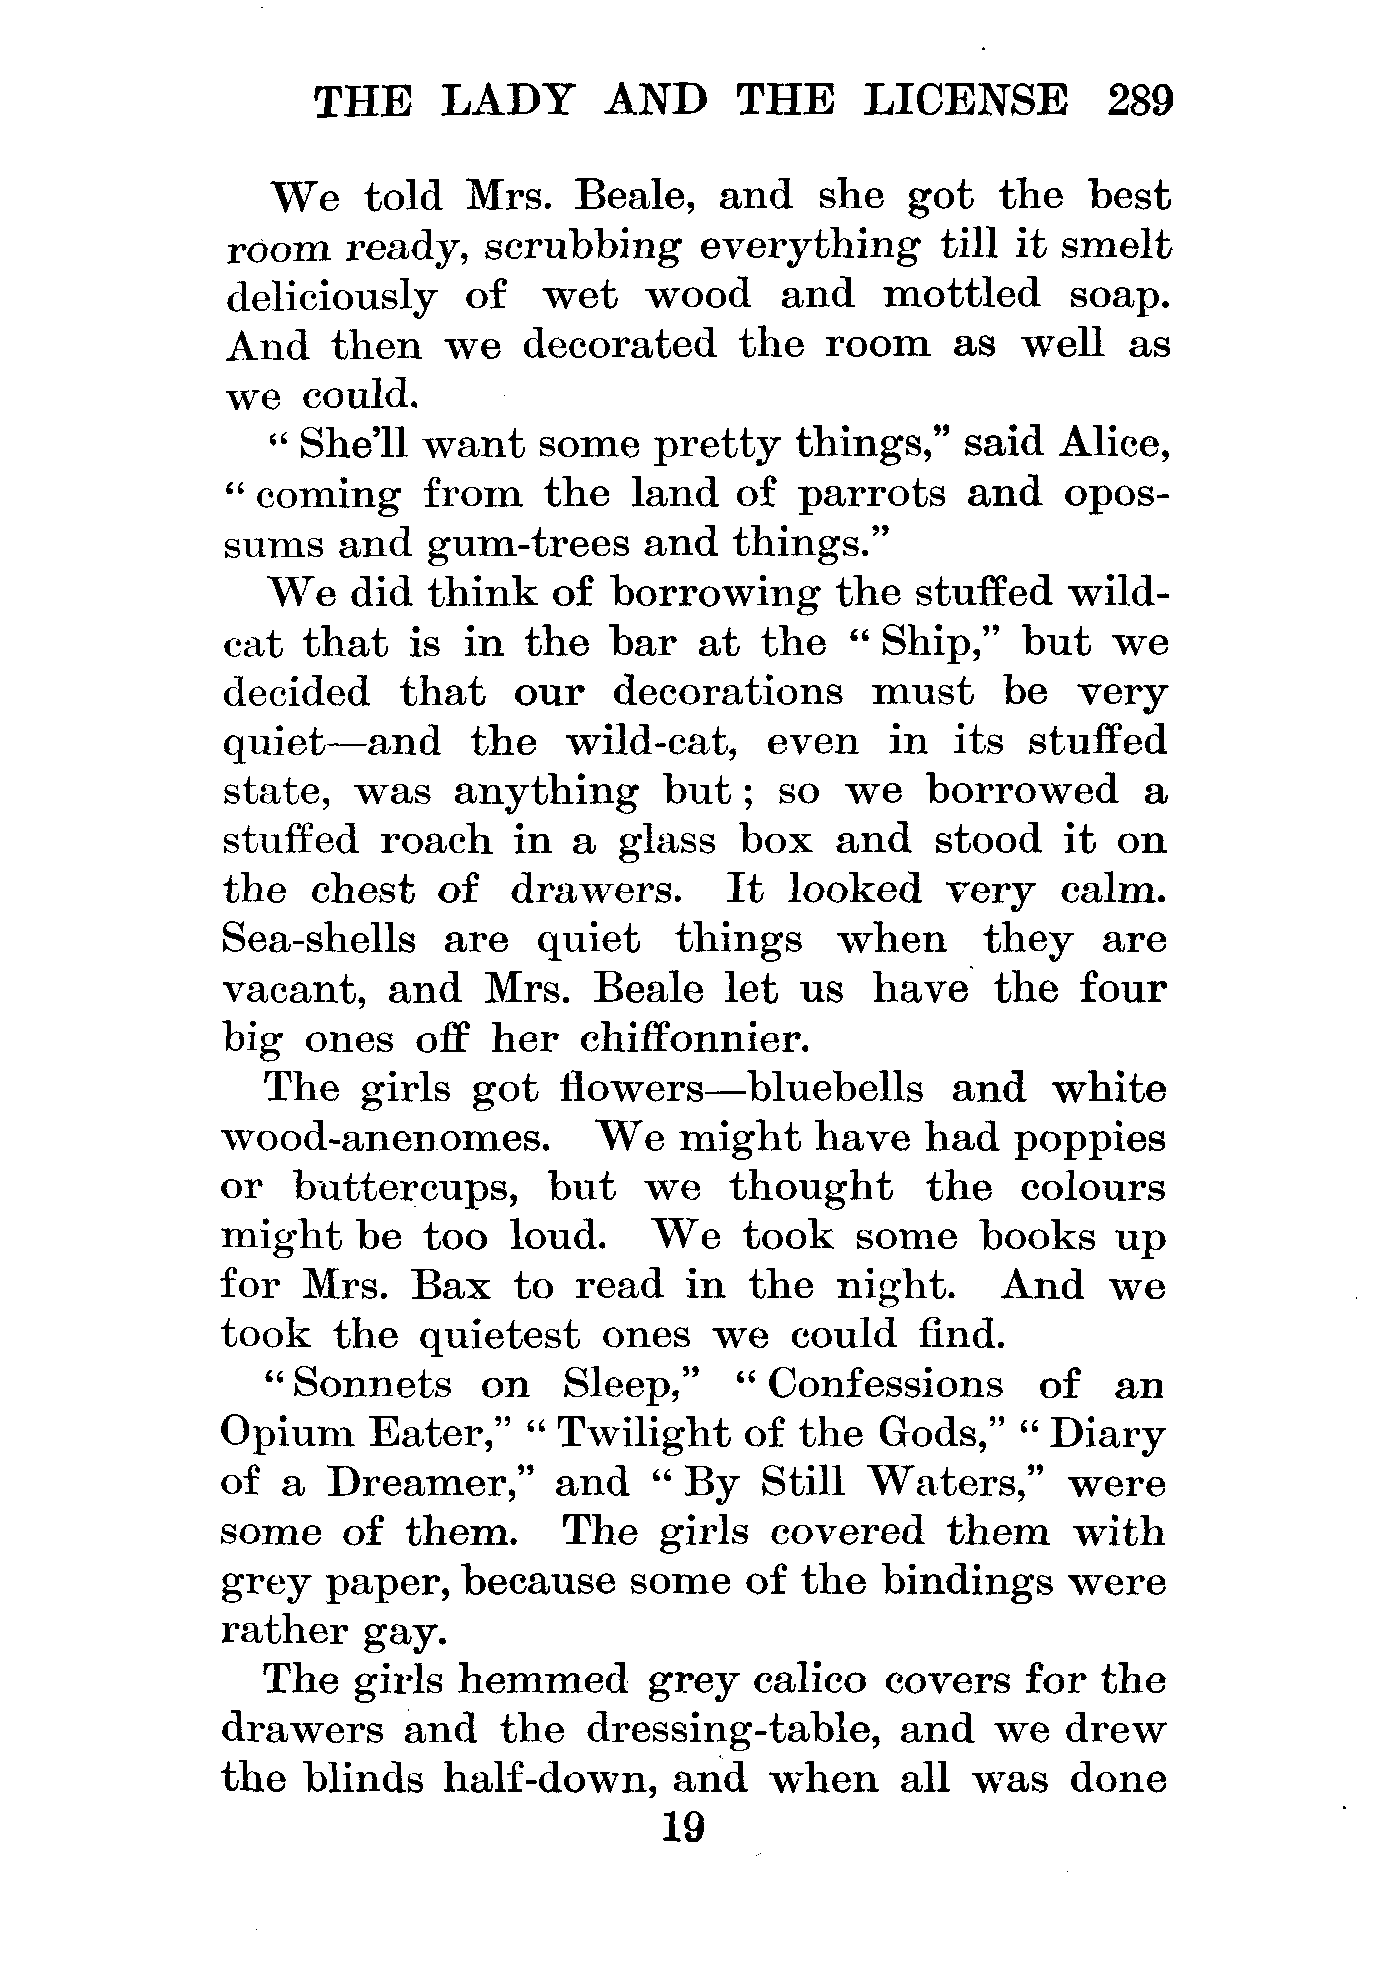 THE LADY AND THE LICENSE 289
We told Mrs. Beale, and she got the best
room ready, scrubbing everything till it smelt
deliciously of wet wood and mottled soap.
And then we decorated the room as well as
we could.
“ She’ll want some pretty things,” said Alice,
“ coming from the land of parrots and opos-
sums and gum-trees and things.”
We did think of borrowing the stuffed wild-
cat that is in the bar at the “ Ship,” but we
decided that our decorations must be very
quiet—and the wild-cat, even in its stuffed
state, was anything but ; so we borrowed a
stuffed roach in a glass box and stood it on
the chest of drawers. It looked very calm.
Sea-shells are quiet things when they are
vacant, and Mrs. Beale let us have the four
big ones off her chiffonnier.
The girls got flowers—bluebells and white
wood-anenomes. We might have had poppies
or buttercups, but we thought the colours
might be too loud. We took some books up
for Mrs. Bax to read in the night. And we
took the quietest ones we could find.
“ Sonnets on Sleep,” “ Confessions of an
Opium Eater,” “ Twilight of the Gods,” “ Diary
of a Dreamer,” and “ By Still Waters,” were
some of them. The girls covered them with
grey paper, because some of the bindings were
rather gay.
The girls hemmed grey calico covers for the
drawers and the dressing-table, and we drew
the blinds half-down, and when all was done
19